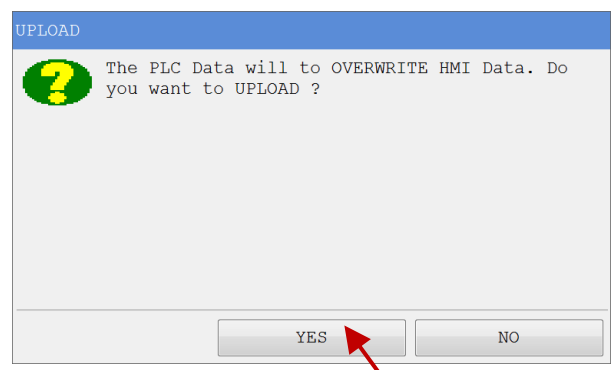 UPLOAD
The PLC Data will to OVERWRITE HMI Data. Do
you want to UPLOAD ?
YES
NO